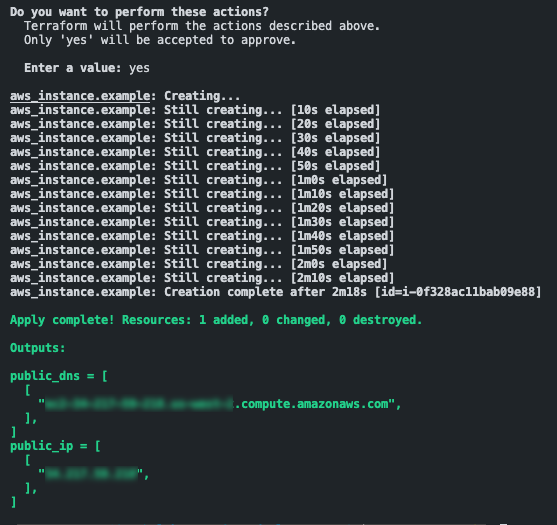 Do you want to perform these actions?
Terraform will perform the actions described above.
Only 'yes' will be accepted to approve.
Enter a value: yes
aws_instance.example: Creating...
aws_instance.example: Still creating... [10s elapsed]
aws_instance.example: Still creating... [20s elapsed]
aws_instance.example: Still creating... [30s elapsed]
aws_instance.example: Still creating... [40s elapsed]
aws_instance.example: Still creating... [50s elapsed]
aws_instance.example: Still creating... [1m0s elapsed]
aws_instance.example: Still creating... [1m10s elapsed]
aws_instance.example: Still creating... [1m20s elapsed]
aws_instance.example: Still creating... [1m30s elapsed]
aws_instance.example: Still creating... [1m40s elapsed]
aws_instance.example: Still creating... [1m50s elapsed]
aws_instance.example: Still creating... [2m0s elapsed]
aws_instance.example: Still creating... [2m10s elapsed]
aws_instance.example: Creation complete after 2m18s [id=i-0f328ac11bab09e88]
Apply complete! Resources: 1 added, 0 changed, 0 destroyed.
Outputs:
public_dns = [
[
".compute.amazonaws.com",
],
]
public_ip = [
[
"",
],
]